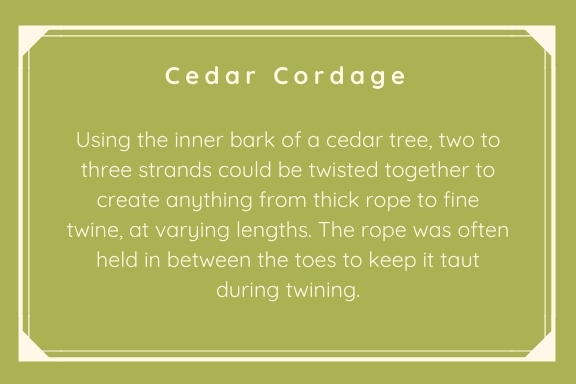 Cedar Cordage
Using the inner bark of a cedar tree, two to
three strands could be twisted together to
create anything from thick rope to fine
twine, at varying lengths. The rope was often
held in between the toes to keep it taut
during twining.